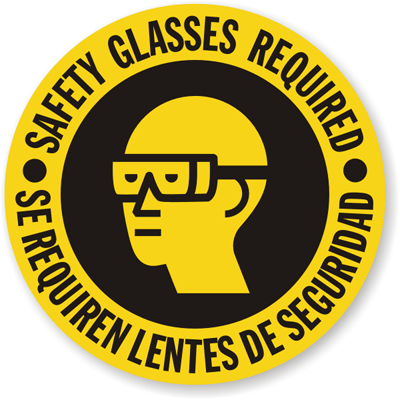 SAFETY GLASSES REQUIRED
SE REQUIREN LENTES DE SEGURIDAD